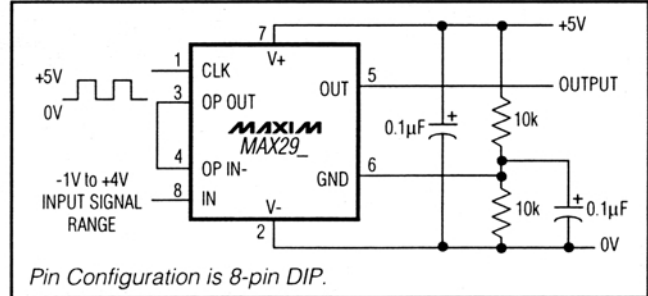 +5V
7
V+
1
CLK
+5V
0V
3
OP OUT
OUT
5
OUTPUT
MAXIM
MAX29_
0.1µF
+
10k
4
OP IN-
GND
6
-1V to +4V
INPUT SIGNAL
RANGE
8
IN
V-
2
10k
+
0.1µF
0V
Pin Configuration is 8-pin DIP.